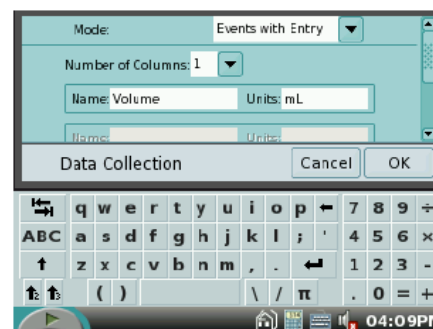 Mode: Events with Entry
Number of Columns: 1
Name: Volume Units: mL
Name: Units:
Data Collection Cancel OK
q w e r t y u i o p 7 8 9 ÷
ABC a s d f g h j k l ; ' 4 5 6 ×
z x c v b n m , . 1 2 3 -
( ) \ / π . 0 = +
04:09PM